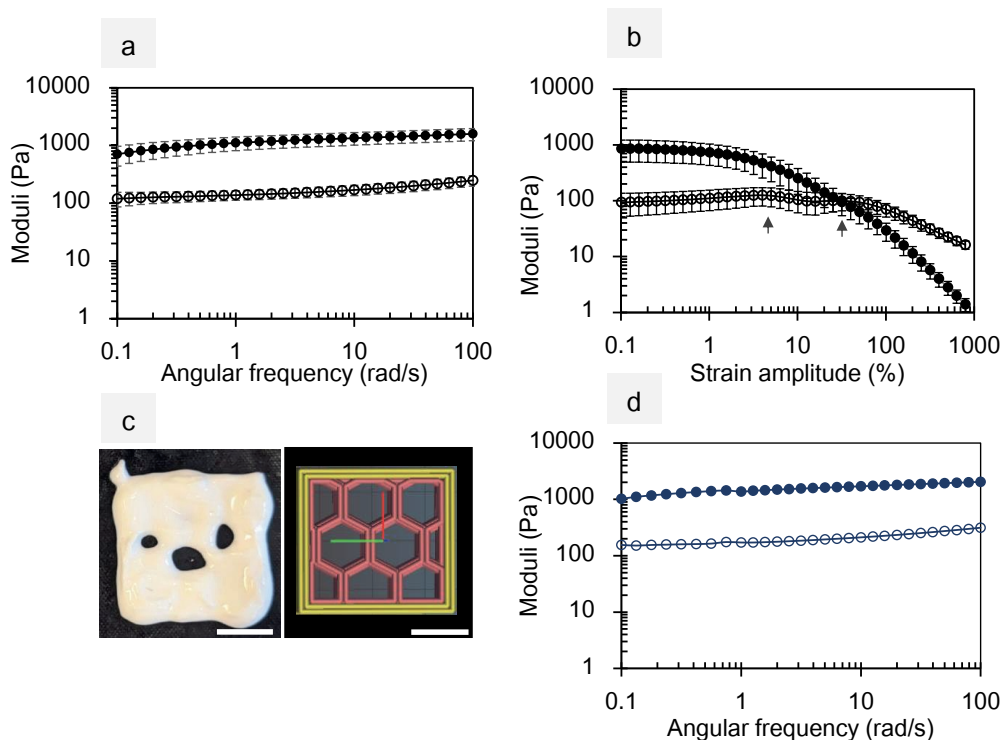 a
10000
1000
100
10
1
Moduli (Pa)
0.1 1 10 100
Angular frequency (rad/s)
b
10000
1000
100
10
1
Moduli (Pa)
0.1 1 10 100 1000
Strain amplitude (%)
c
d
10000
1000
100
10
1
Moduli (Pa)
0.1 1 10 100
Angular frequency (rad/s)